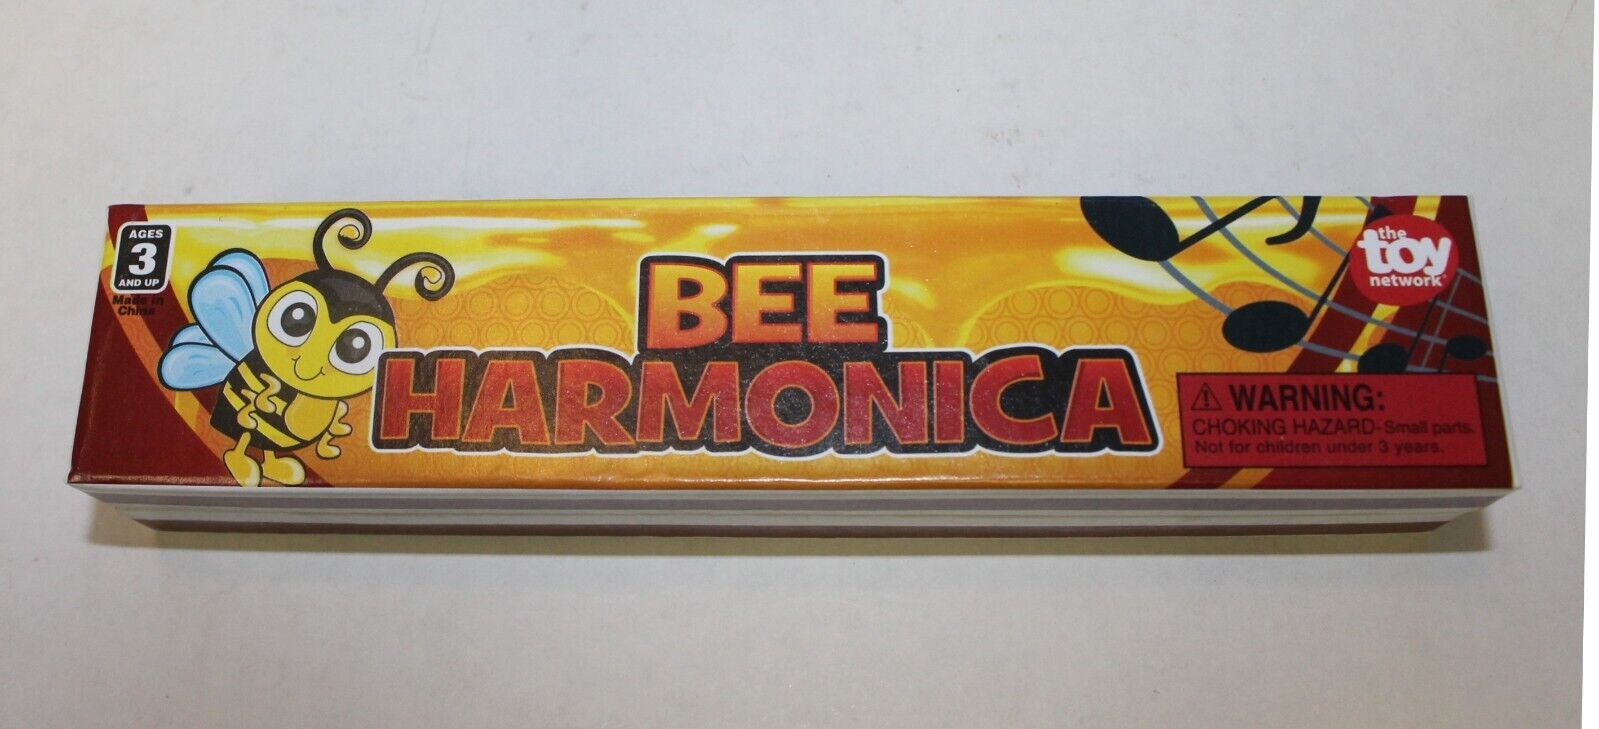 AGES
3
AND UP
Made in
China
BEE
HARMONICA
the
toy
network
WARNING:
CHOKING HAZARD-Small parts.
Not for children under 3 years.